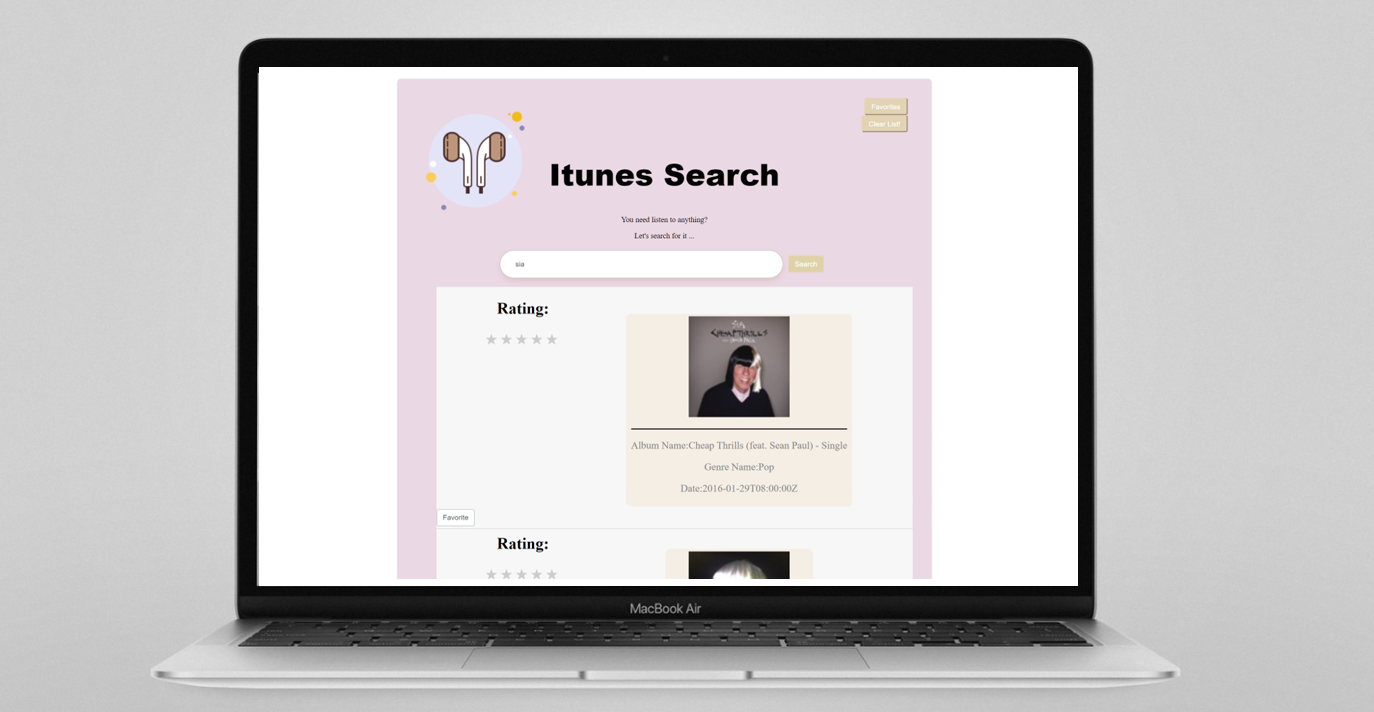 Favorites
Clear List!
Itunes Search
You need listen to anything?
Let's search for it ...
sia
Search
Rating:
CHEAP THRILLS
Album Name:Cheap Thrills (feat. Sean Paul) - Single
Genre Name:Pop
Date:2016-01-29T08:00:00Z
Favorite
Rating:
MacBook Air